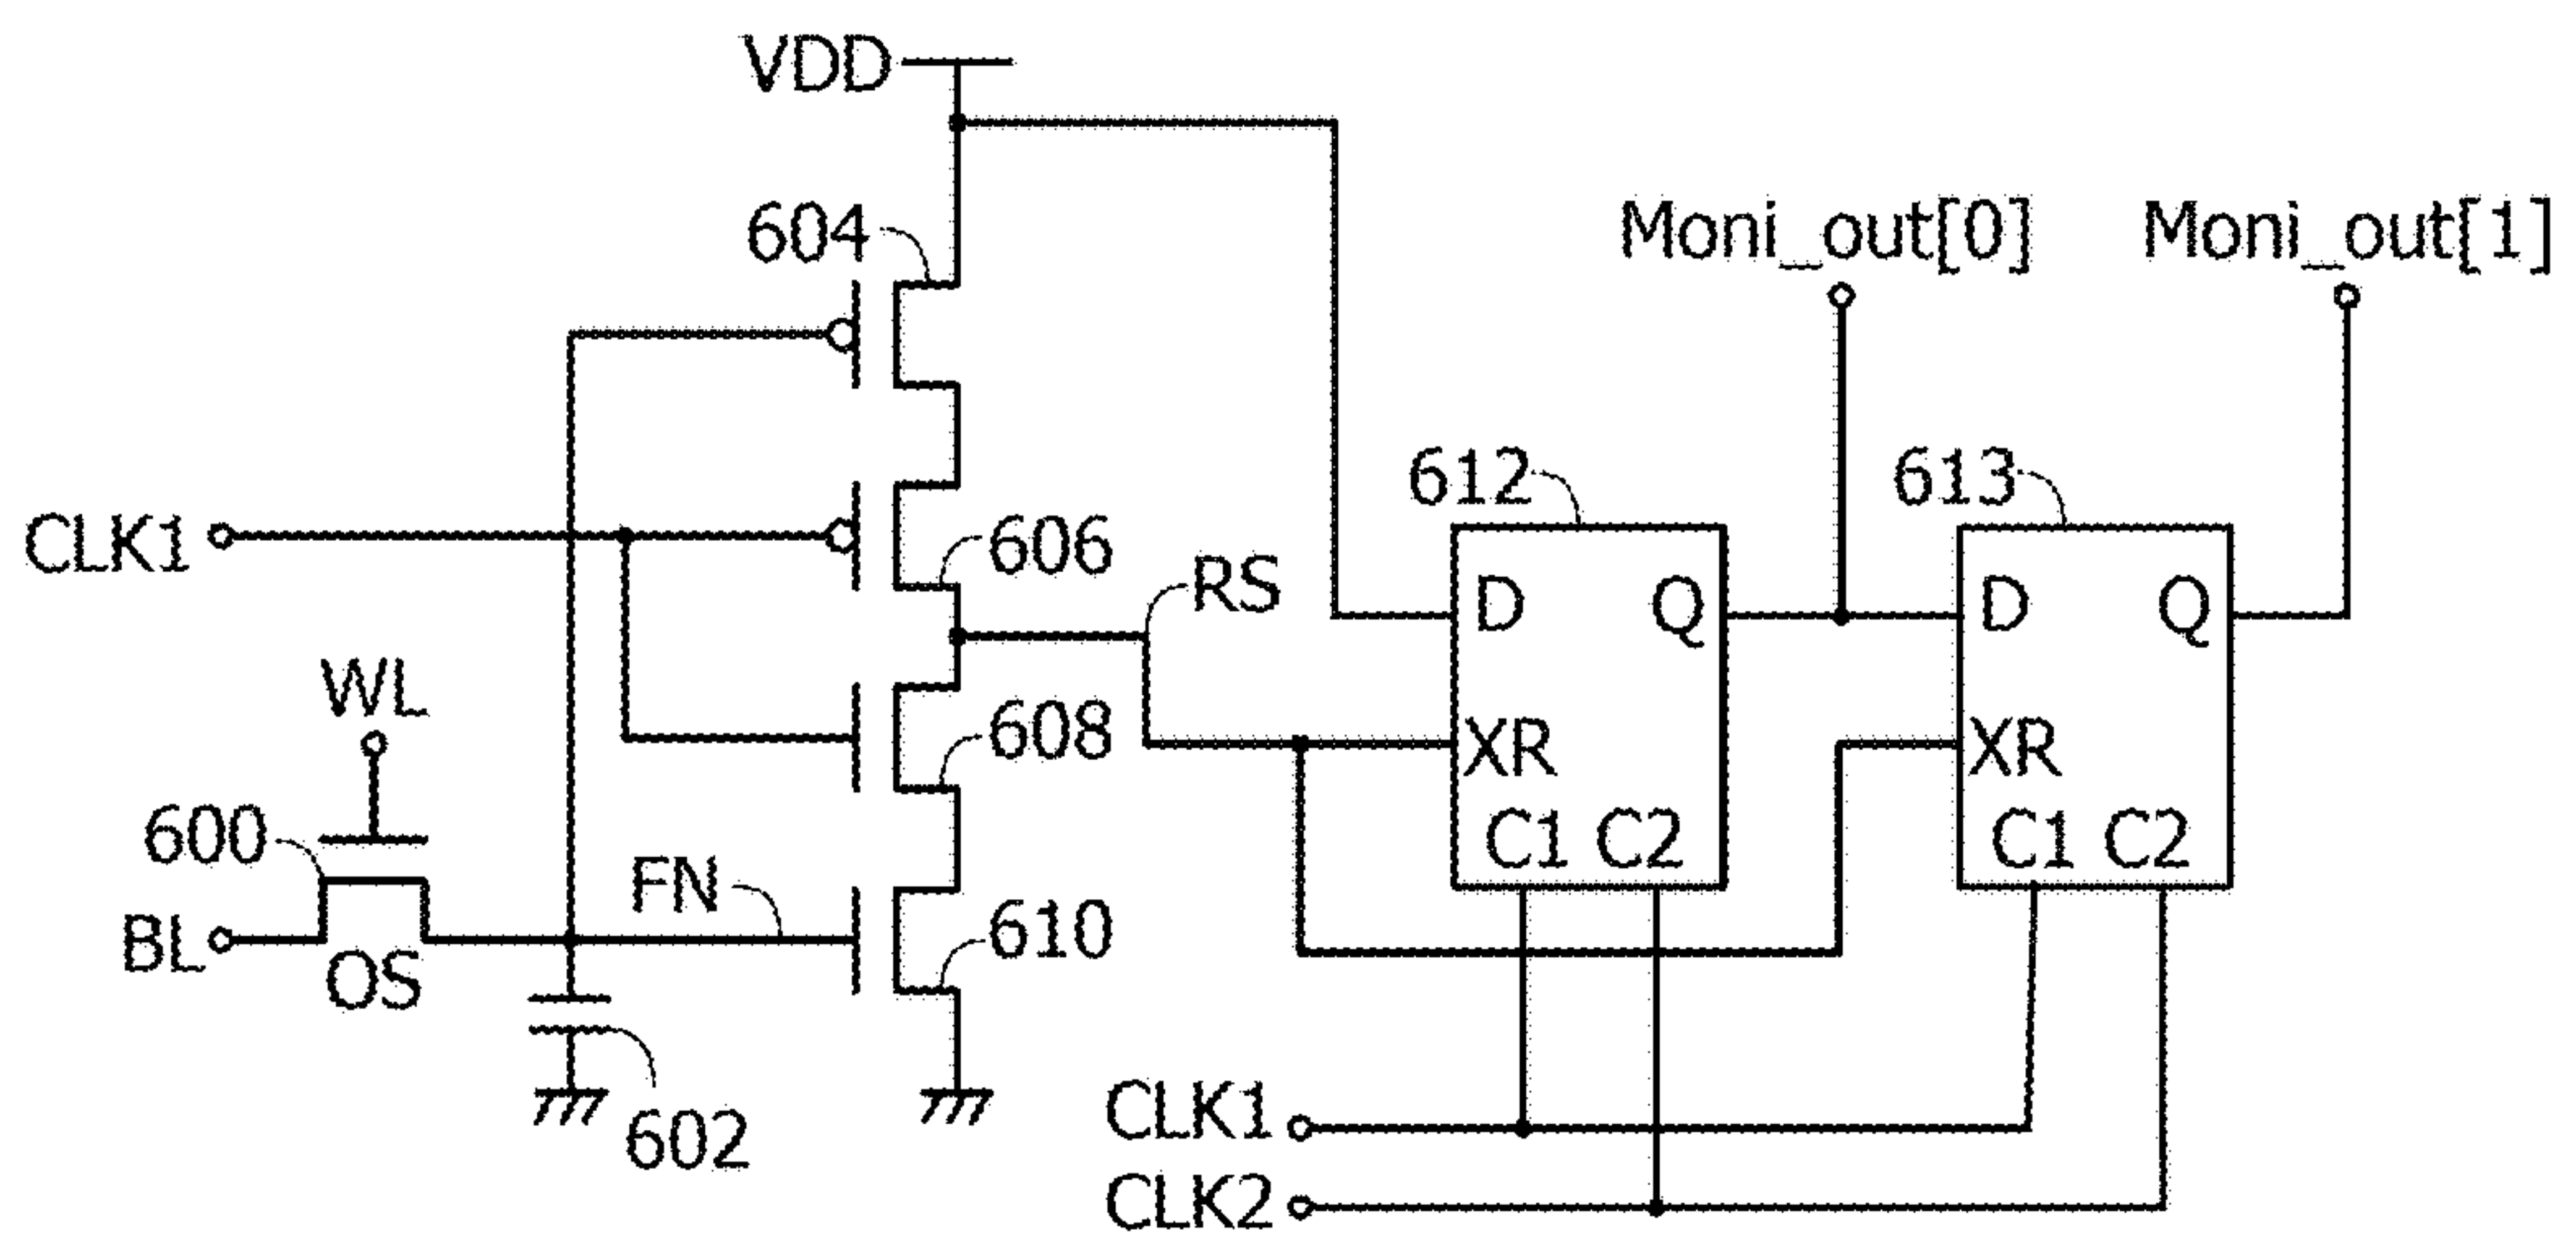 VDD
604
Moni_out[0]
Moni_out[1]
612
613
CLK1
606
RS
D
Q
D
Q
WL
608
XR
XR
600
FN
C1 C2
C1 C2
BL
OS
610
602
CLK1
CLK2